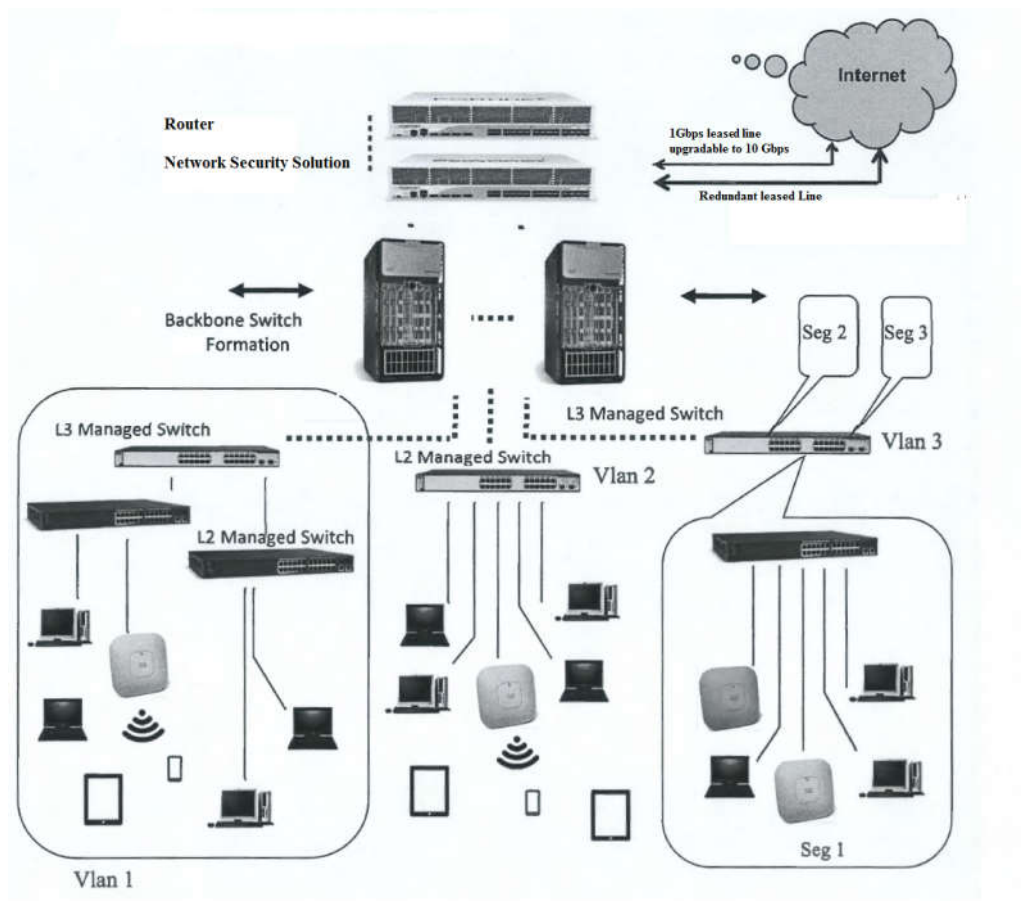 Internet
Router
1Gbps leased line
upgradable to 10 Gbps
Network Security Solution
Redundant leased Line
Backbone Switch
Formation
Seg 2
Seg 3
L3 Managed Switch
L3 Managed Switch
Vlan 3
L2 Managed Switch
Vlan 2
L2 Managed Switch
Seg 1
Vlan 1